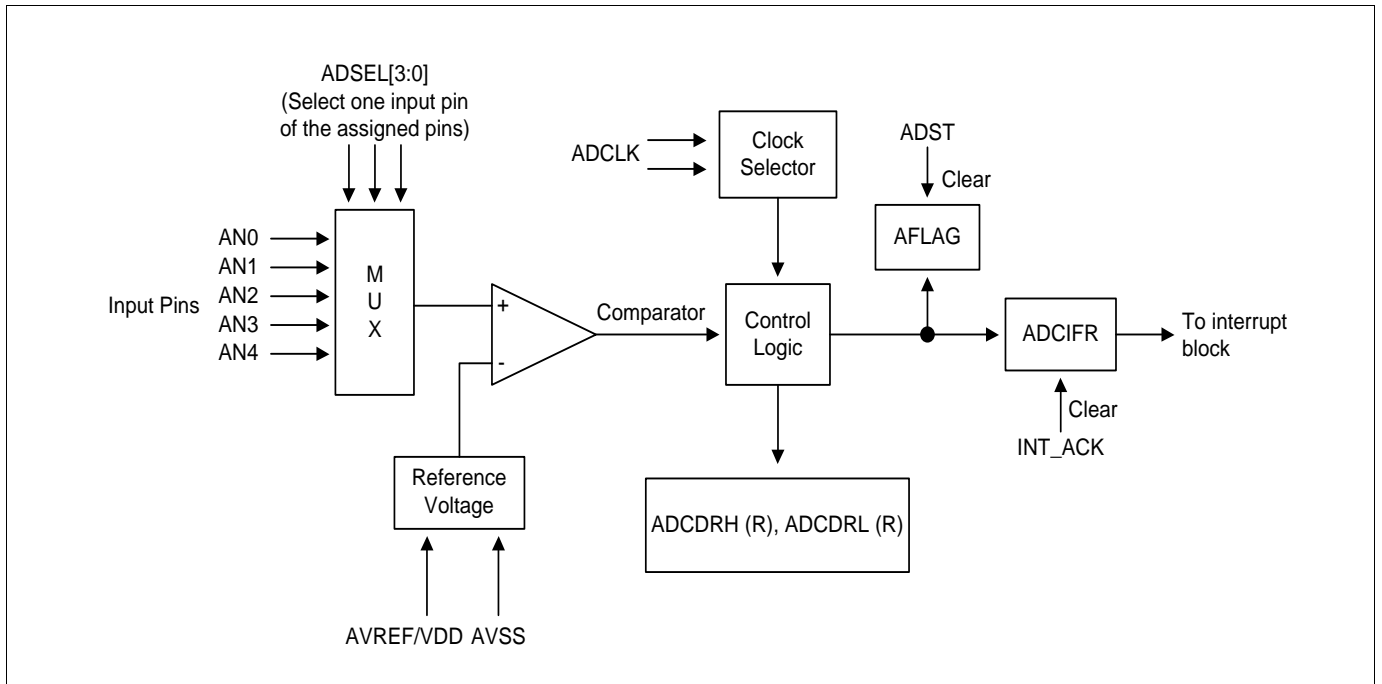 ADSEL[3:0]
(Select one input pin
of the assigned pins)
ADCLK
Clock
Selector
ADST
Clear
AFLAG
Input Pins
AN0
AN1
AN2
AN3
AN4
M
U
X
+
-
Comparator
Control
Logic
ADCIFR
To interrupt
block
Clear
INT_ACK
Reference
Voltage
ADCDRH (R), ADCDRL (R)
AVREF/VDD AVSS